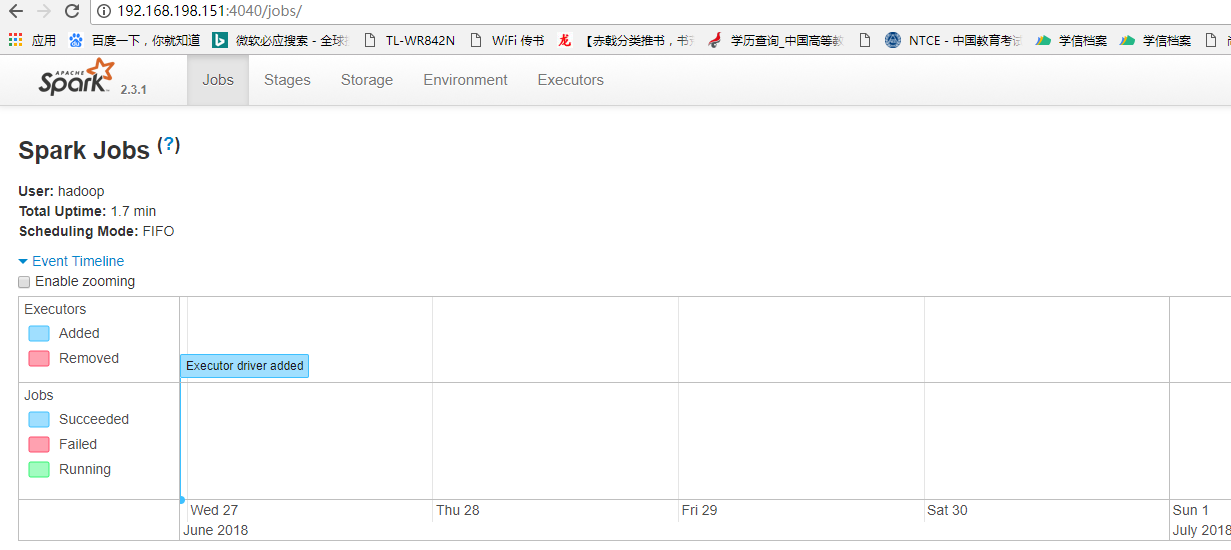 192.168.198.151:4040/jobs/
应用 百度一下，你就知道 微软必应搜索 - 全球 TL-WR842N WiFi 传书 【赤戟分类推书，书 学历查询_中国高等教 NTCE - 中国教育考试 学信档案 学信档案
APACHE Spark 2.3.1 Jobs Stages Storage Environment Executors
Spark Jobs (?)
User: hadoop
Total Uptime: 1.7 min
Scheduling Mode: FIFO
Event Timeline
Enable zooming
Executors
Added
Removed
Executor driver added
Jobs
Succeeded
Failed
Running
Wed 27 Thu 28 Fri 29 Sat 30 Sun 1
June 2018 July 2018